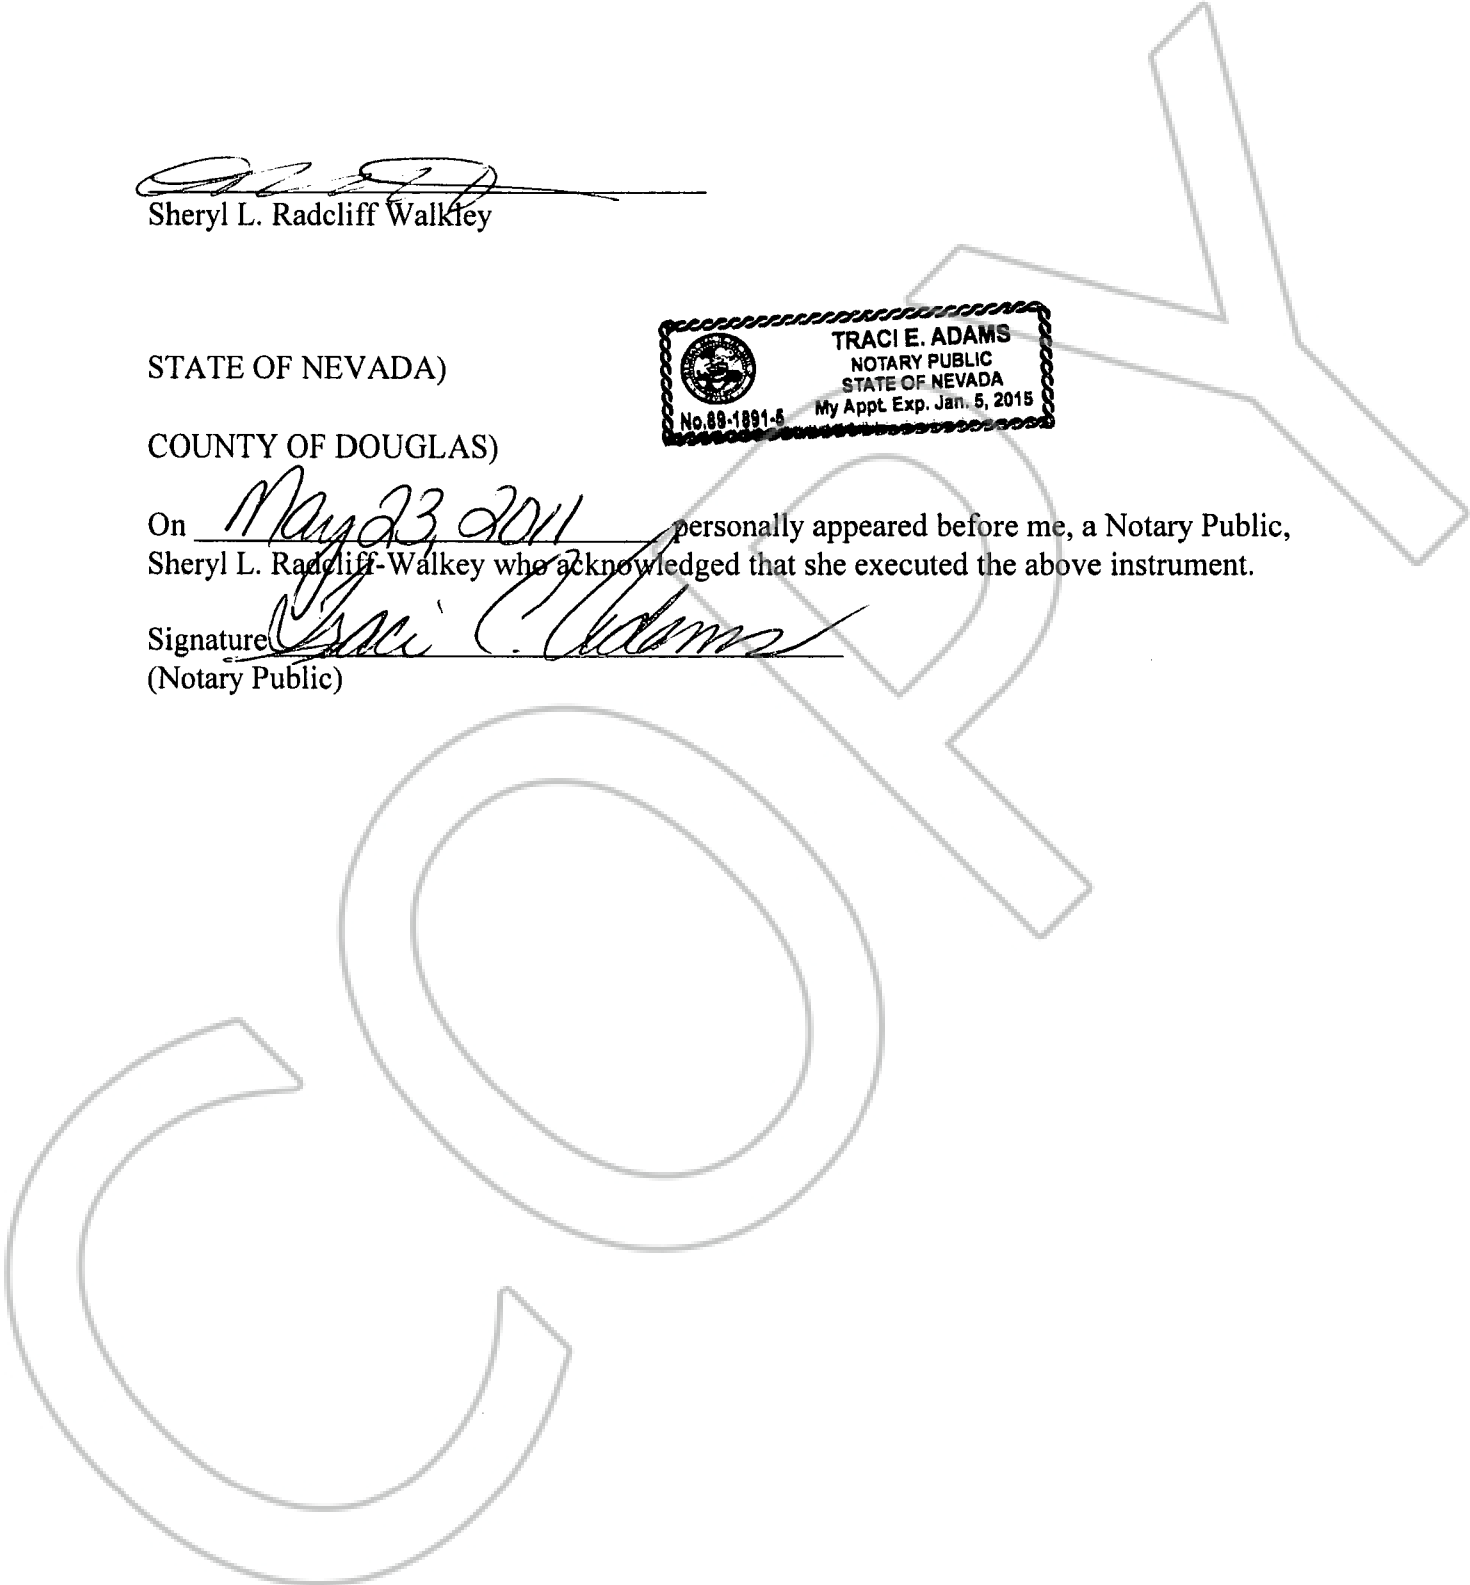 Sheryl L. Radcliff Walkley
STATE OF NEVADA)
TRACI E. ADAMS
NOTARY PUBLIC
STATE OF NEVADA
My Appt. Exp. Jan. 5, 2015
No.89-1891-5
COUNTY OF DOUGLAS)
On May 23, 2011 personally appeared before me, a Notary Public,
Sheryl L. Radcliff-Walkey who acknowledged that she executed the above instrument.
Signature Traci E. Adams
(Notary Public)
COPY